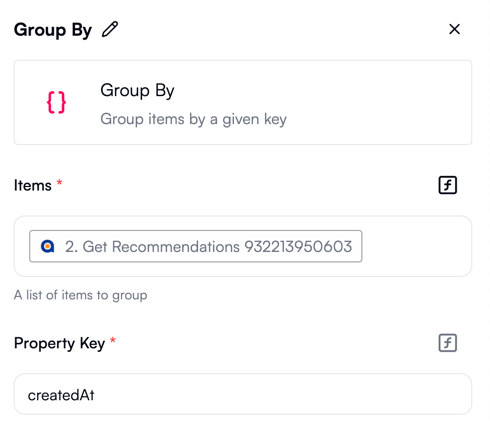 Group By
Group By
Group items by a given key
Items *
2. Get Recommendations 932213950603
A list of items to group
Property Key *
createdAt